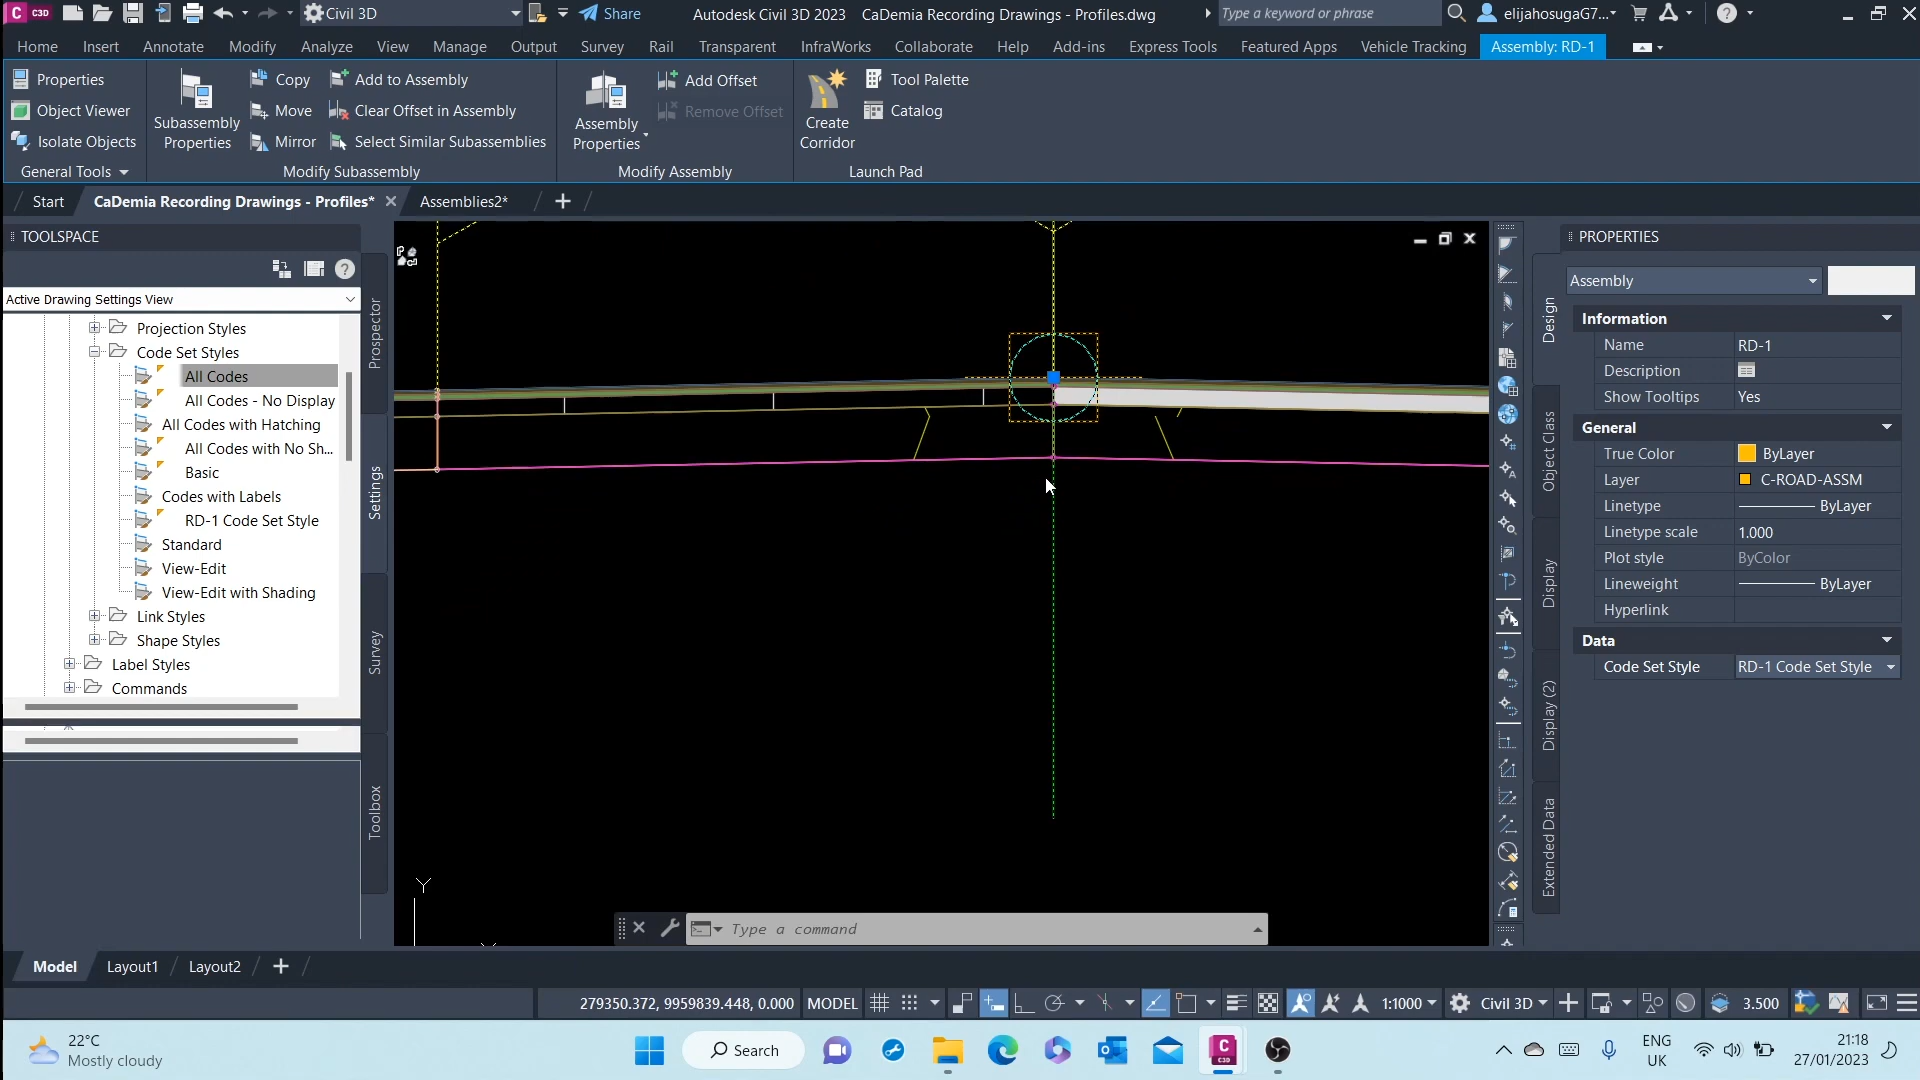 C C3D Civil 3D Share Autodesk Civil 3D 2023 CaDemia Recording Drawings - Profiles.dwg Type a keyword or phrase elijahosugaG7...
Home Insert Annotate Modify Analyze View Manage Output Survey Rail Transparent InfraWorks Collaborate Help Add-ins Express Tools Featured Apps Vehicle Tracking Assembly: RD-1
Properties
Object Viewer
Isolate Objects
General Tools
Subassembly
Properties
Copy
Move
Mirror
Add to Assembly
Clear Offset in Assembly
Select Similar Subassemblies
Modify Subassembly
Assembly
Properties
Add Offset
Remove Offset
Modify Assembly
Create
Corridor
Tool Palette
Catalog
Launch Pad
Start CaDemia Recording Drawings - Profiles* Assemblies2*
TOOLSPACE
Active Drawing Settings View
Projection Styles
Code Set Styles
All Codes
All Codes - No Display
All Codes with Hatching
All Codes with No Sh...
Basic
Codes with Labels
RD-1 Code Set Style
Standard
View-Edit
View-Edit with Shading
Link Styles
Shape Styles
Label Styles
Commands
Prospector
Settings
Survey
Toolbox
Y
Type a command
PROPERTIES
Assembly
Information
Name RD-1
Description
Show Tooltips Yes
General
True Color ByLayer
Layer C-ROAD-ASSM
Linetype ByLayer
Linetype scale 1.000
Plot style ByColor
Lineweight ByLayer
Hyperlink
Data
Code Set Style RD-1 Code Set Style
Design
Object Class
Display
Display (2)
Extended Data
Model Layout1 Layout2
279350.372, 9959839.448, 0.000 MODEL 1:1000 Civil 3D 3.500
22°C
Mostly cloudy
Search
C
C3D
ENG
UK
21:18
27/01/2023